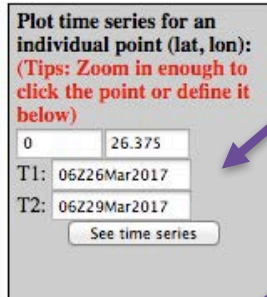 Plot time series for an
individual point (lat, lon):
(Tips: Zoom in enough to
click the point or define it
below)
0 26.375
T1: 06Z26Mar2017
T2: 06Z29Mar2017
See time series